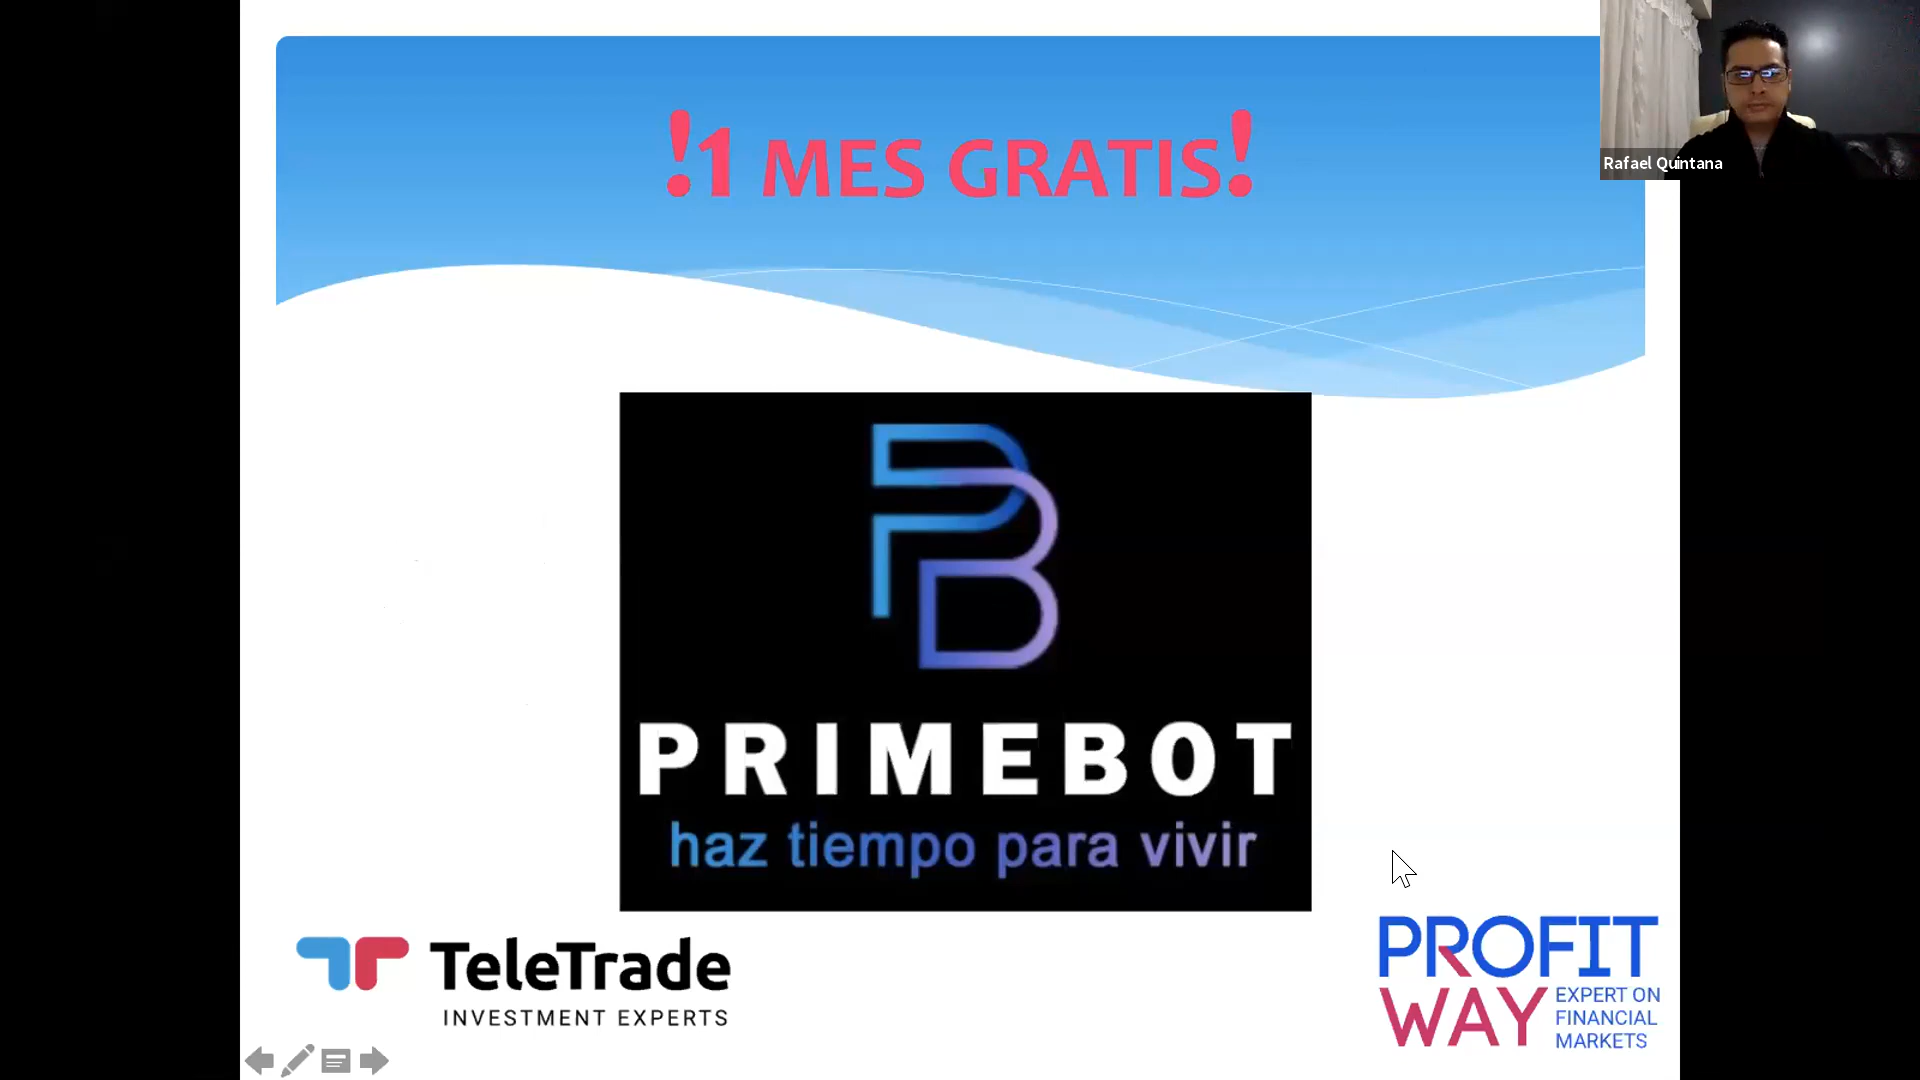 !1 MES GRATIS!
Rafael Quintana
PRIMEBOT
haz tiempo para vivir
TeleTrade
INVESTMENT EXPERTS
PROFIT
WAY
EXPERT ON
FINANCIAL
MARKETS